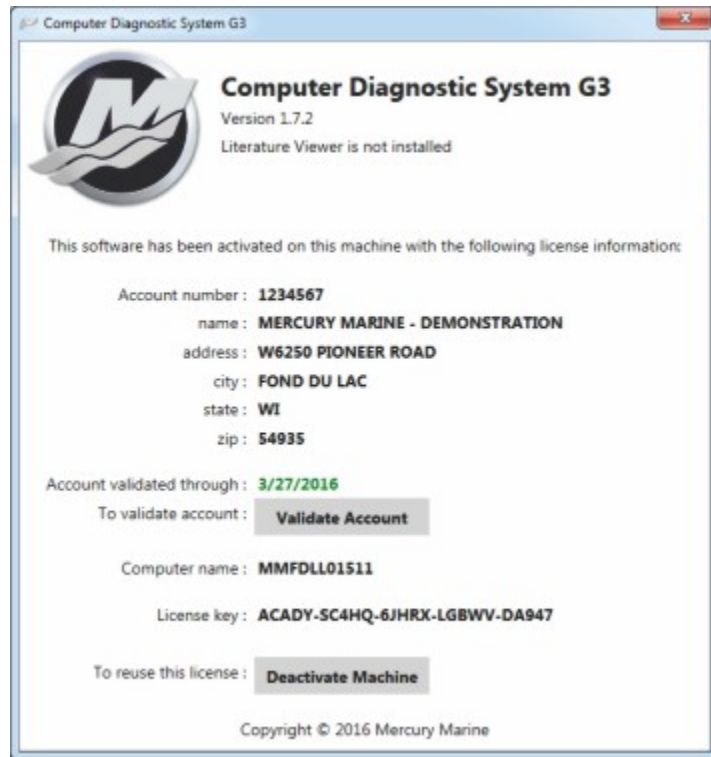 Computer Diagnostic System G3
Computer Diagnostic System G3
Version 1.7.2
Literature Viewer is not installed
This software has been activated on this machine with the following license information:
Account number : 1234567
name : MERCURY MARINE - DEMONSTRATION
address : W6250 PIONEER ROAD
city : FOND DU LAC
state : WI
zip : 54935
Account validated through : 3/27/2016
To validate account : Validate Account
Computer name : MMFDLL01511
License key : ACADY-SC4HQ-6JHRX-LGBWV-DA947
To reuse this license : Deactivate Machine
Copyright © 2016 Mercury Marine